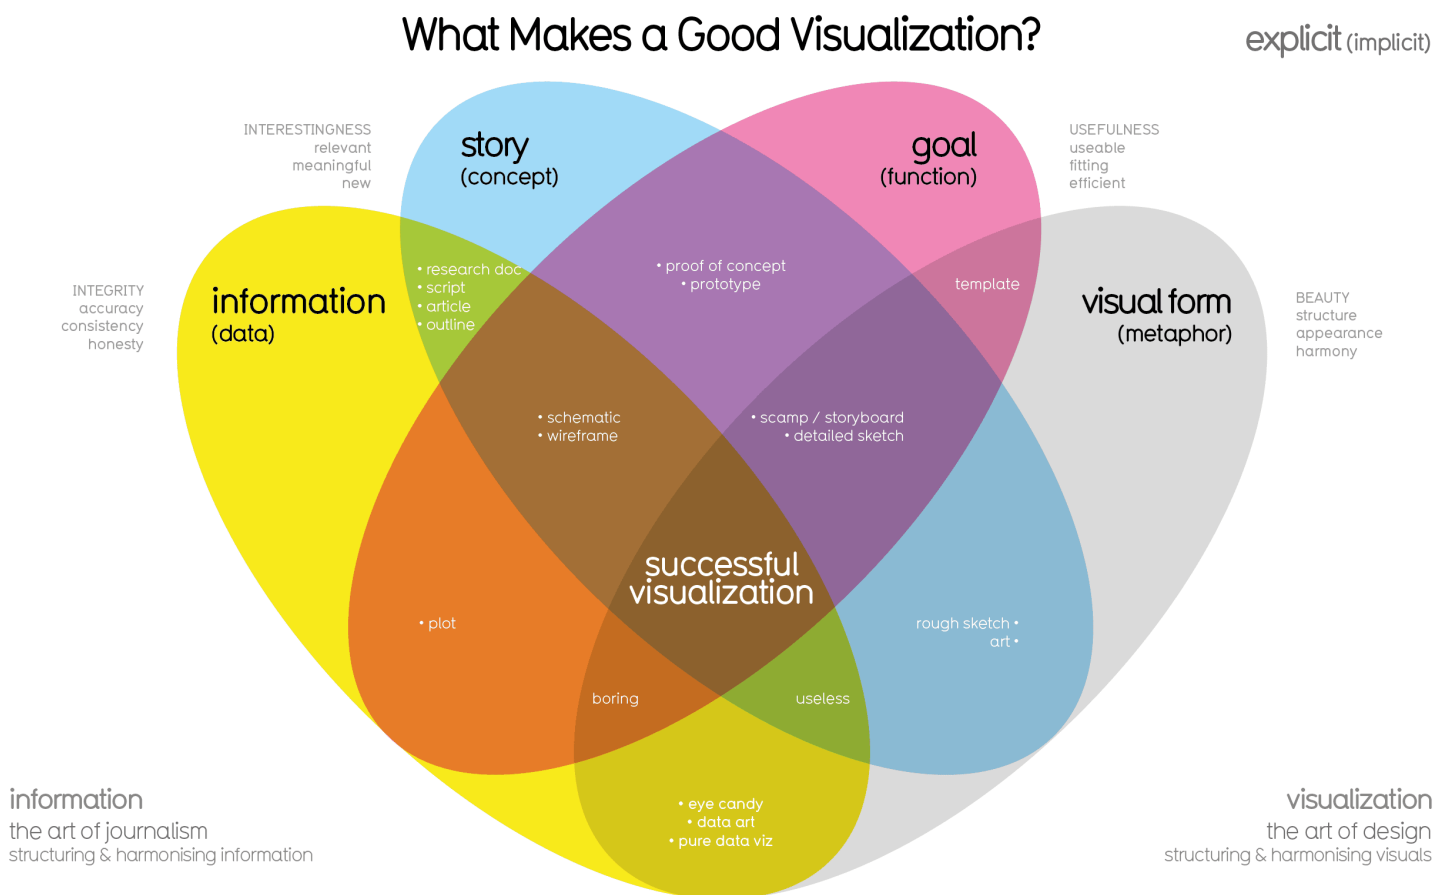 What Makes a Good Visualization?
explicit (implicit)
INTERESTINGNESS
relevant
meaningful
new
story
(concept)
goal
(function)
USEFULNESS
useable
fitting
efficient
INTEGRITY
accuracy
consistency
honesty
information
(data)
• research doc
• script
• article
• outline
• proof of concept
• prototype
template
visual form
(metaphor)
BEAUTY
structure
appearance
harmony
• schematic
• wireframe
• scamp / storyboard
• detailed sketch
successful
visualization
• plot
rough sketch •
art •
boring
useless
• eye candy
• data art
• pure data viz
information
the art of journalism
structuring & harmonising information
visualization
the art of design
structuring & harmonising visuals